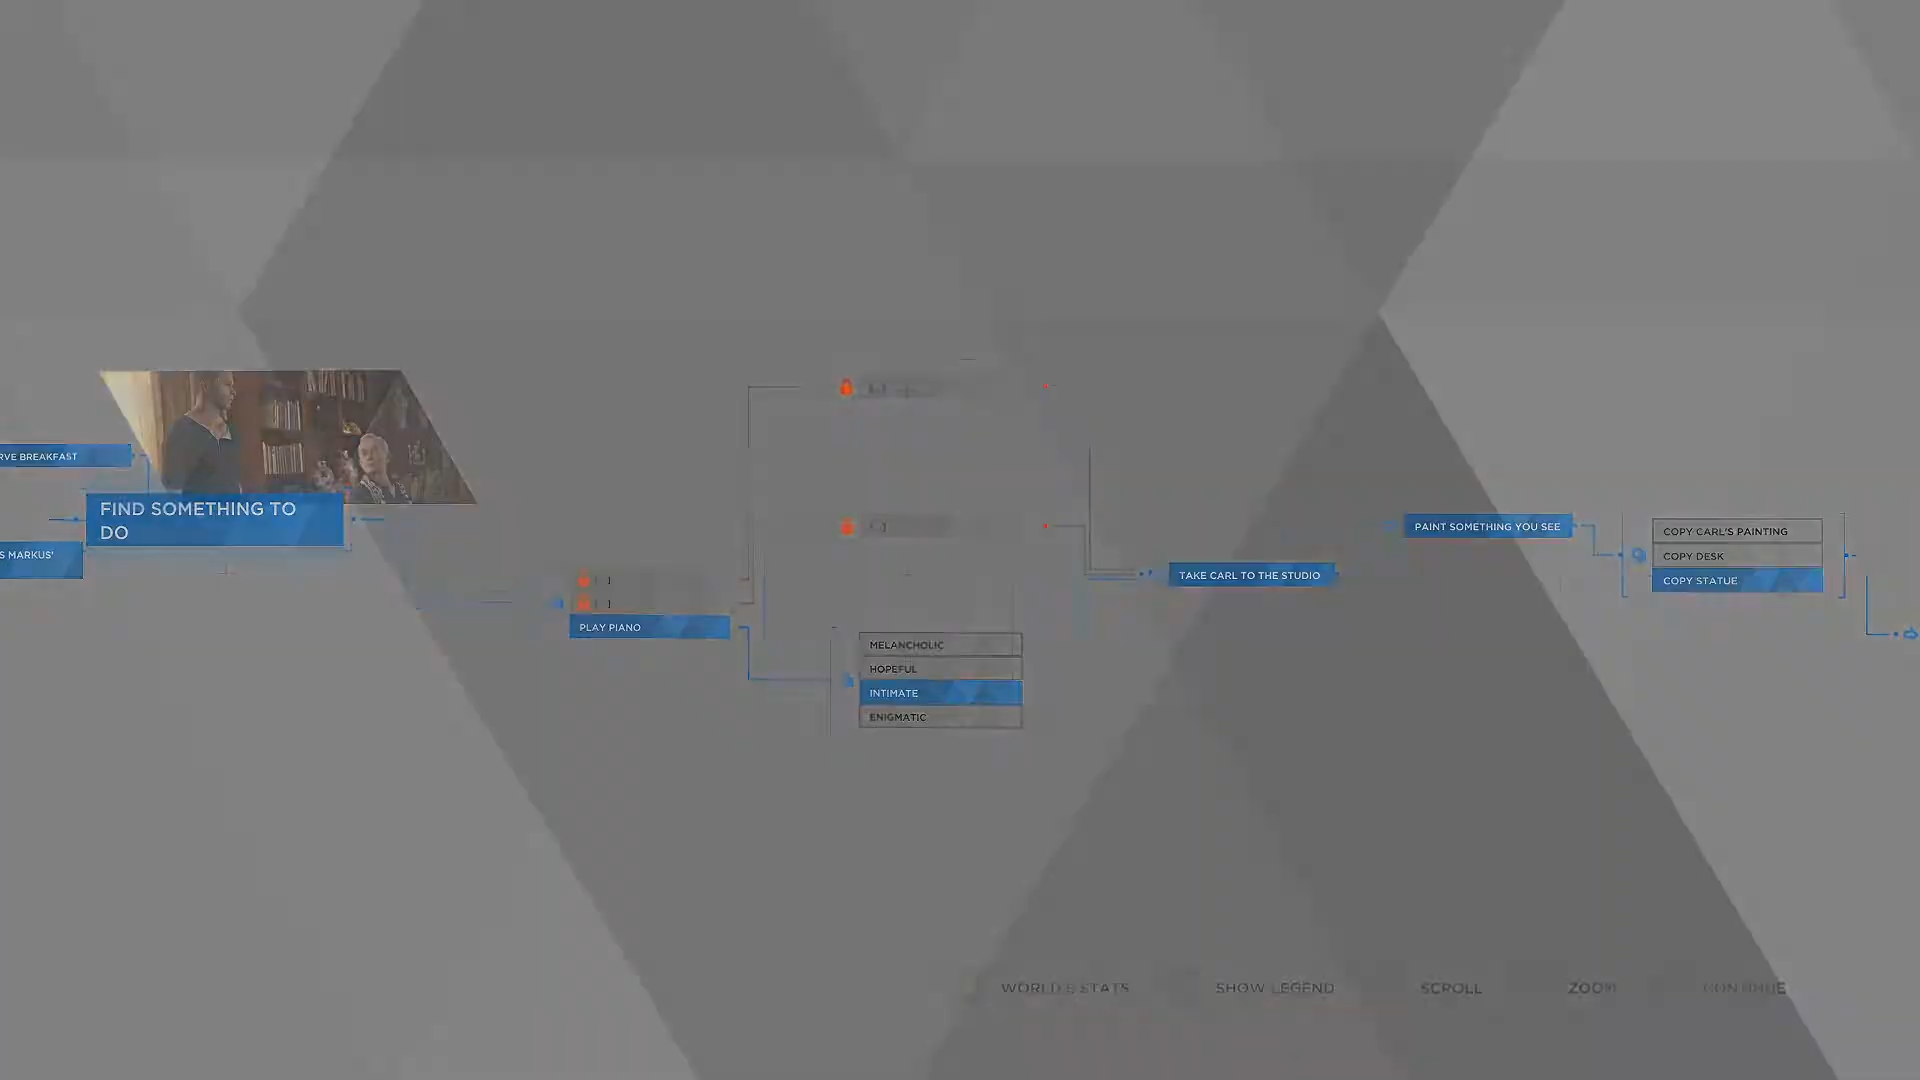 RVE BREAKFAST
FIND SOMETHING TO
DO
S MARKUS'
PLAY PIANO
MELANCHOLIC
HOPEFUL
INTIMATE
ENIGMATIC
TAKE CARL TO THE STUDIO
PAINT SOMETHING YOU SEE
COPY CARL'S PAINTING
COPY DESK
COPY STATUE
WORLD'S STATS
SHOW LEGEND
SCROLL
ZOOM
CONTINUE